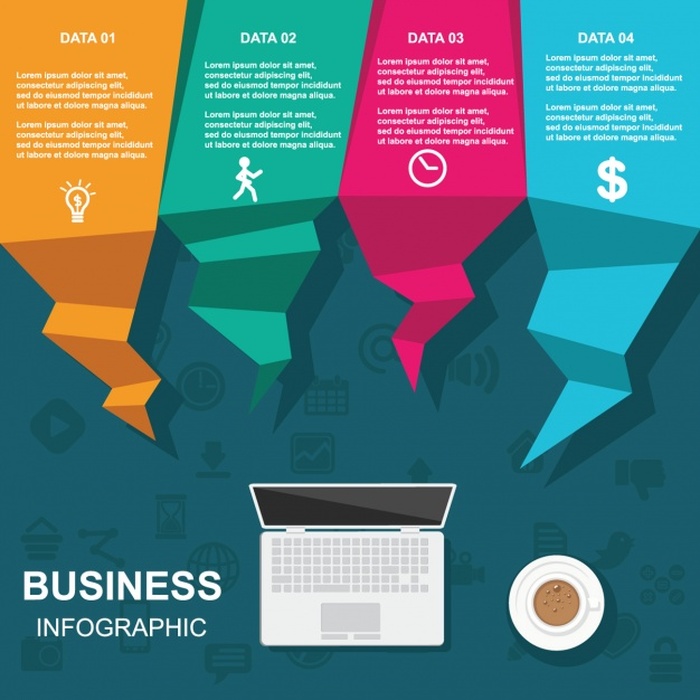 DATA 01
Lorem ipsum dolor sit amet,
consectetur adipiscing elit,
sed do eiusmod tempor incididunt
ut labore et dolore magna aliqua.
Lorem ipsum dolor sit amet,
consectetur adipiscing elit,
sed do eiusmod tempor incididunt
ut labore et dolore magna aliqua.
$
DATA 02
Lorem ipsum dolor sit amet,
consectetur adipiscing elit,
sed do eiusmod tempor incididunt
ut labore et dolore magna aliqua.
Lorem ipsum dolor sit amet,
consectetur adipiscing elit,
sed do eiusmod tempor incididunt
ut labore et dolore magna aliqua.
DATA 03
Lorem ipsum dolor sit amet,
consectetur adipiscing elit,
sed do eiusmod tempor incididunt
ut labore et dolore magna aliqua.
Lorem ipsum dolor sit amet,
consectetur adipiscing elit,
sed do eiusmod tempor incididunt
ut labore et dolore magna aliqua.
DATA 04
Lorem ipsum dolor sit amet,
consectetur adipiscing elit,
sed do eiusmod tempor incididunt
ut labore et dolore magna aliqua.
Lorem ipsum dolor sit amet,
consectetur adipiscing elit,
sed do eiusmod tempor incididunt
ut labore et dolore magna aliqua.
$
BUSINESS
INFOGRAPHIC